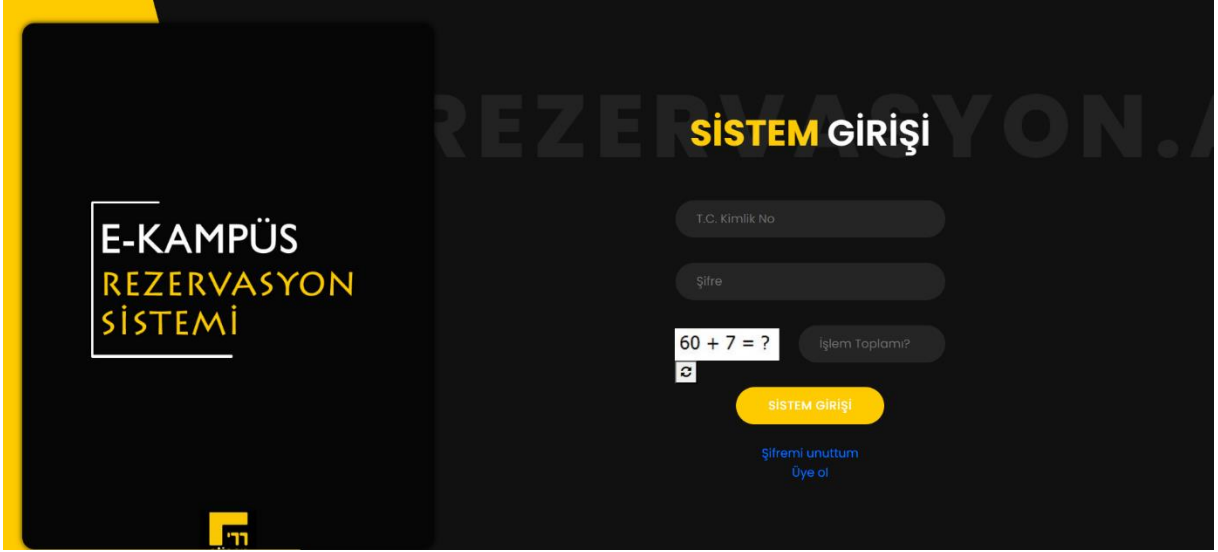 E-KAMPÜS
REZERVASYON
SİSTEMİ
REZERVASYON.
SİSTEM GİRİŞİ
T.C. Kimlik No
Şifre
60 + 7 = ?
İşlem Toplamı?
SİSTEM GİRİŞİ
Şifremi unuttum
Üye ol